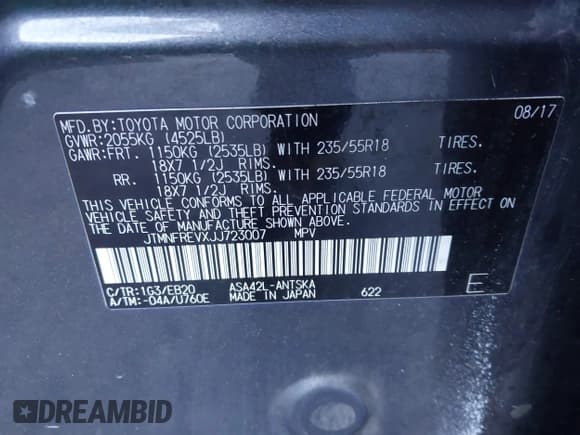 MFD.BY:TOYOTA MOTOR CORPORATION 08/17
GVWR:2055KG (4525LB)
GAWR:FRT. 1150KG (2535LB) WITH 235/55R18 TIRES.
18X7 1/2J RIMS.
RR. 1150KG (2535LB) WITH 235/55R18 TIRES.
18X7 1/2J RIMS.
THIS VEHICLE CONFORMS TO ALL APPLICABLE FEDERAL MOTOR
VEHICLE SAFETY AND THEFT PREVENTION STANDARDS IN EFFECT ON
THE DATE OF MANUFACTURE SHOWN ABOVE.
JTMNFREVXJJ723007 MPV
C/TR:1G3/EB20 ASA42L-ANTSKA E
A/TM:-04A/U760E MADE IN JAPAN 622
DREAMBID